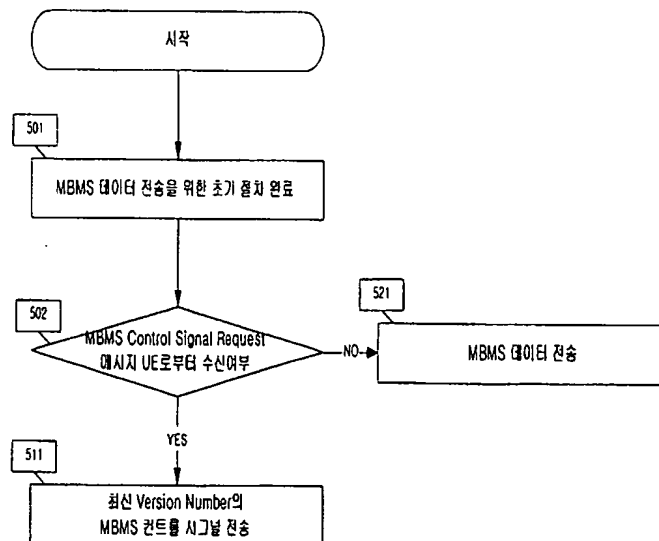 시작
501
MBMS 데이터 전송을 위한 초기 절차 완료
502
MBMS Control Signal Request
메시지 UE로부터 수신여부
521
MBMS 데이터 전송
NO
YES
511
최신 Version Number의
MBMS 컨트롤 시그널 전송